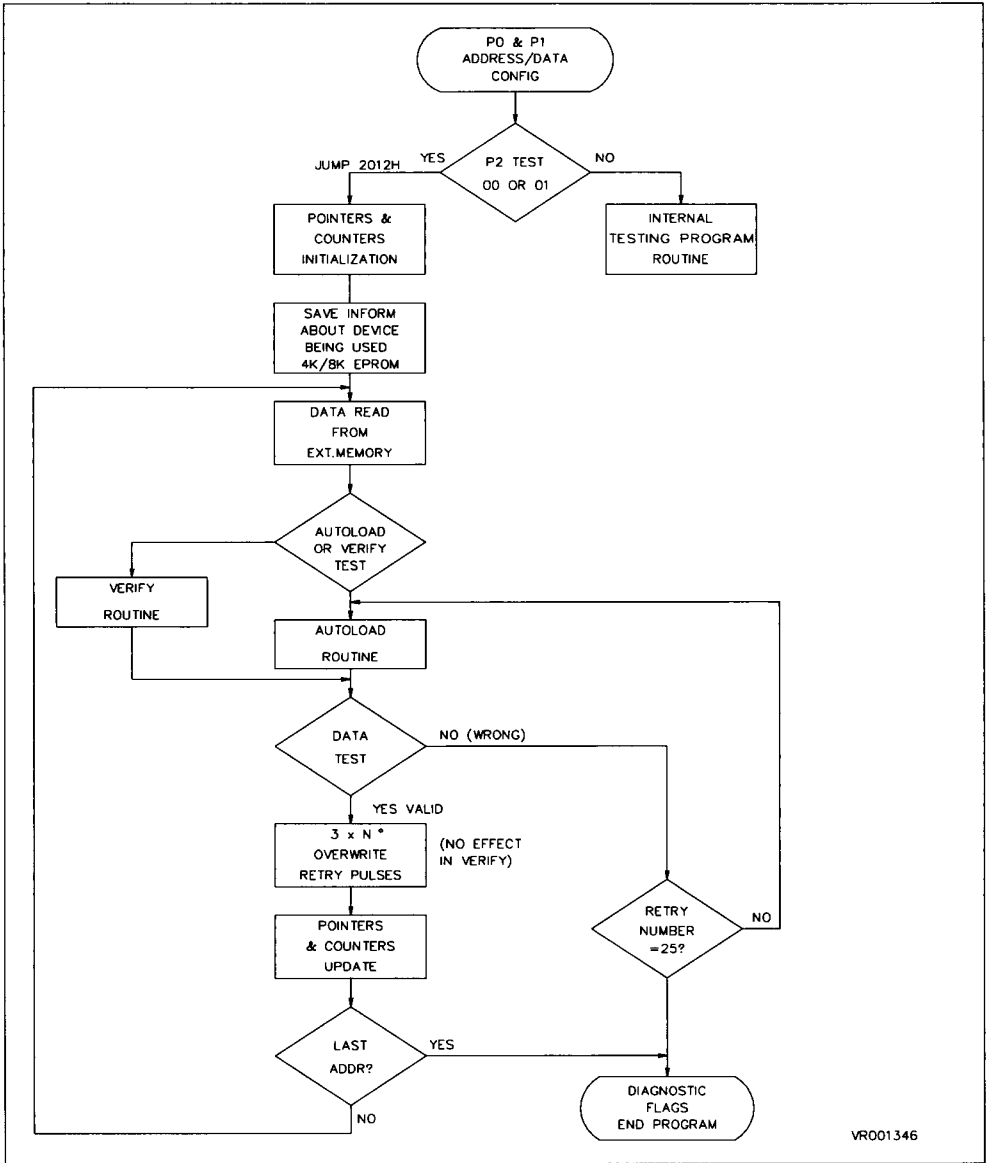 P0 & P1
ADDRESS/DATA
CONFIG
JUMP 2012H
YES
P2 TEST
00 OR 01
NO
POINTERS &
COUNTERS
INITIALIZATION
INTERNAL
TESTING PROGRAM
ROUTINE
SAVE INFORM
ABOUT DEVICE
BEING USED
4K/8K EPROM
DATA READ
FROM
EXT.MEMORY
AUTOLOAD
OR VERIFY
TEST
VERIFY
ROUTINE
AUTOLOAD
ROUTINE
DATA
TEST
NO (WRONG)
YES VALID
3 x N°
OVERWRITE
RETRY PULSES
(NO EFFECT
IN VERIFY)
RETRY
NUMBER
=25?
NO
POINTERS
& COUNTERS
UPDATE
LAST
ADDR?
YES
NO
DIAGNOSTIC
FLAGS
END PROGRAM
VR001346